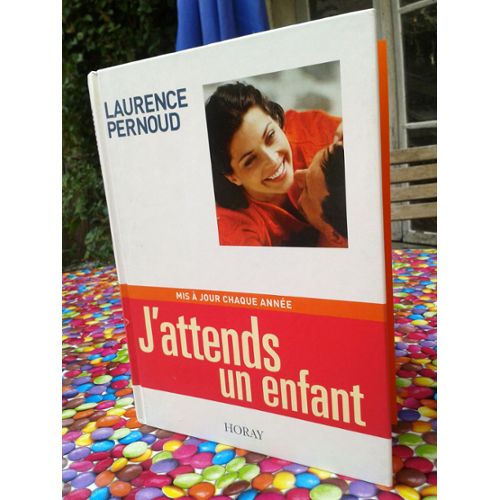 LAURENCE
PERNOUD
MIS À JOUR CHAQUE ANNÉE
J'attends
un enfant
HORAY